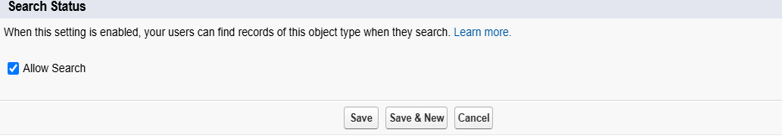 Search Status
When this setting is enabled, your users can find records of this object type when they search. Learn more.
Allow Search
Save Save & New Cancel